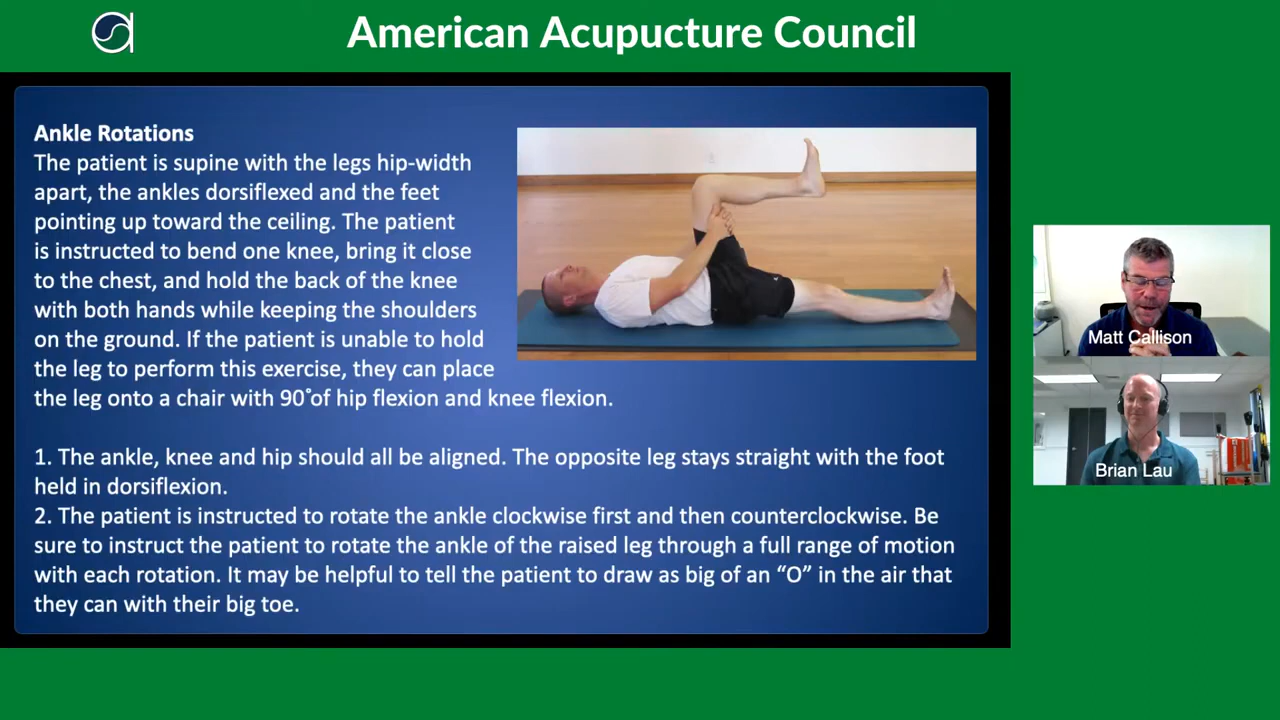 American Acupucture Council
Ankle Rotations
The patient is supine with the legs hip-width
apart, the ankles dorsiflexed and the feet
pointing up toward the ceiling. The patient
is instructed to bend one knee, bring it close
to the chest, and hold the back of the knee
with both hands while keeping the shoulders
on the ground. If the patient is unable to hold
the leg to perform this exercise, they can place
the leg onto a chair with 90˚of hip flexion and knee flexion.
1. The ankle, knee and hip should all be aligned. The opposite leg stays straight with the foot
held in dorsiflexion.
2. The patient is instructed to rotate the ankle clockwise first and then counterclockwise. Be
sure to instruct the patient to rotate the ankle of the raised leg through a full range of motion
with each rotation. It may be helpful to tell the patient to draw as big of an “O” in the air that
they can with their big toe.
Matt Callison
Brian Lau